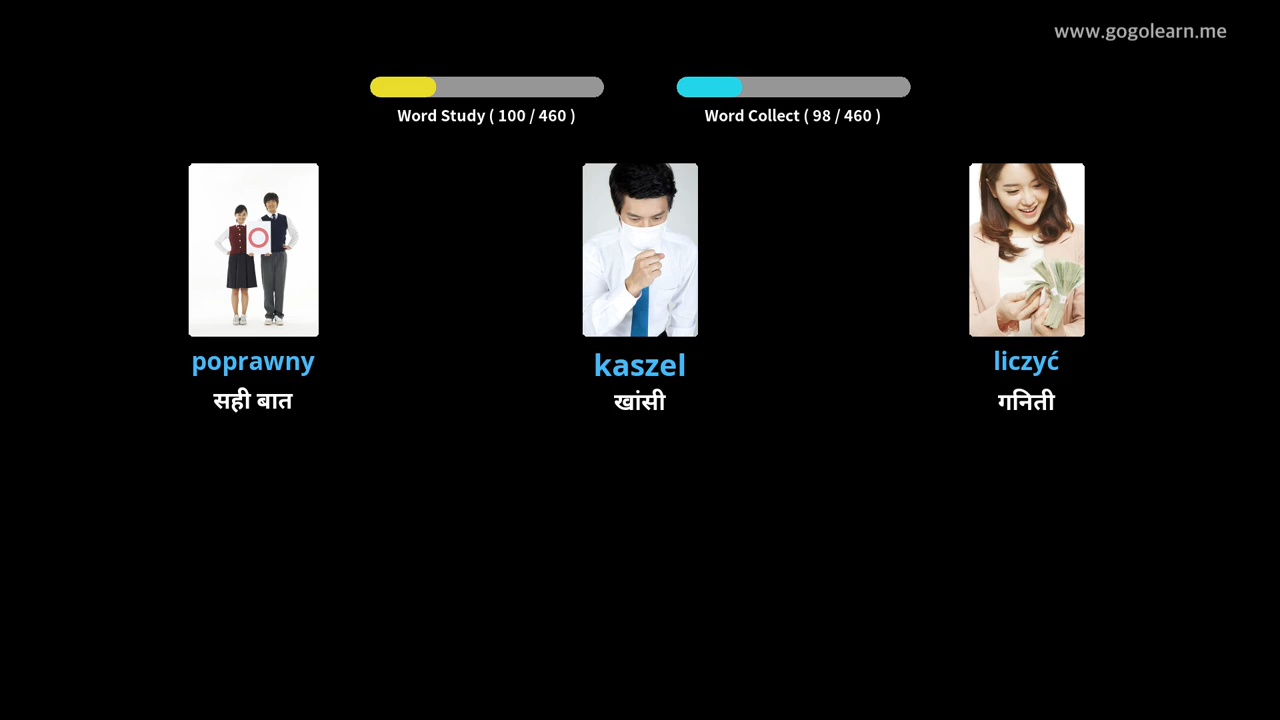 www.gogolearn.me
Word Study ( 100 / 460 )
Word Collect ( 98 / 460 )
poprawny
kaszel
liczyć
सही बात
खांसी
गनिती